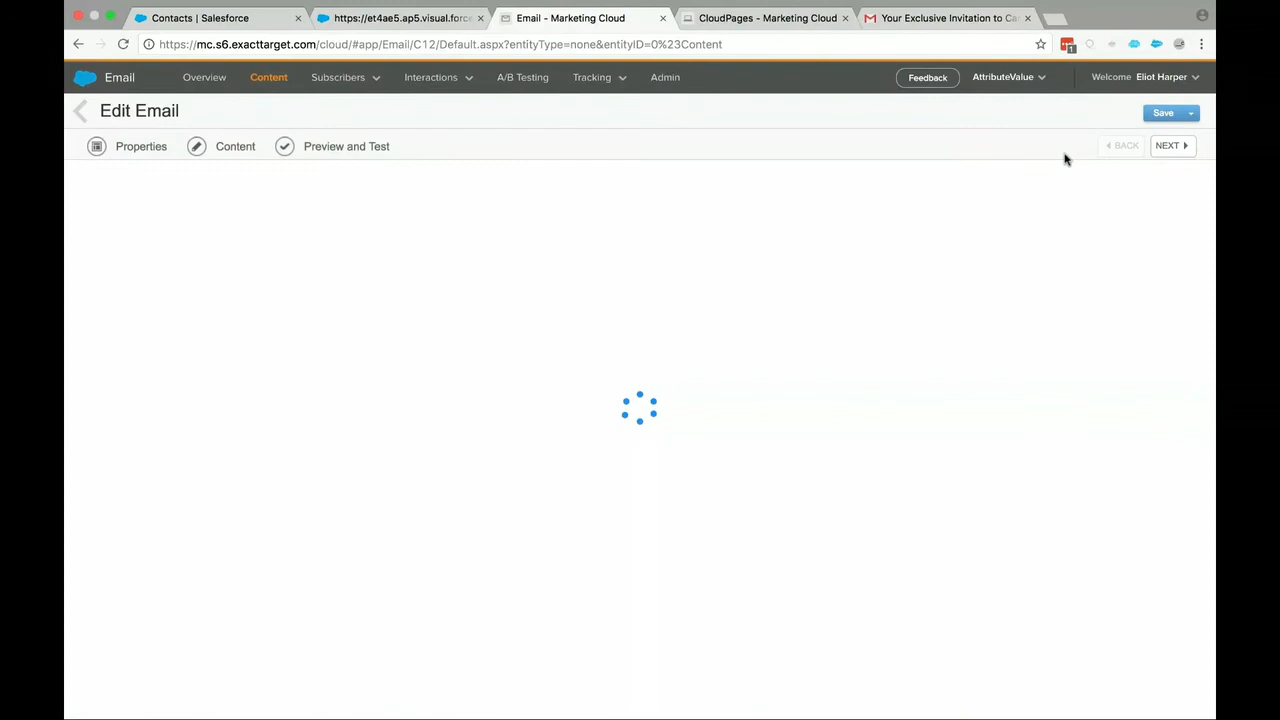 Contacts | Salesforce
https://et4ae5.ap5.visual.force
Email - Marketing Cloud
CloudPages - Marketing Cloud
Your Exclusive Invitation to Ca
https://mc.s6.exacttarget.com/cloud/#app/Email/C12/Default.aspx?entityType=none&entityID=0%23Content
1
Email Overview Content Subscribers Interactions A/B Testing Tracking Admin Feedback AttributeValue Welcome Eliot Harper
Edit Email
Save
Properties Content Preview and Test BACK NEXT